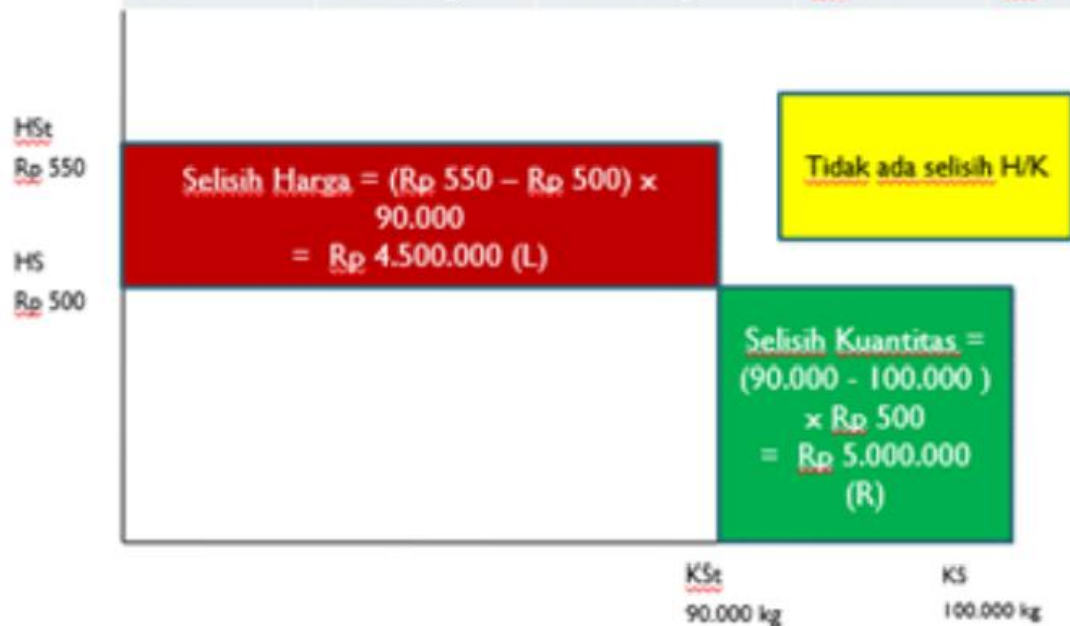 HSt
Rp 550
HS
Rp 500
Selisih Harga = (Rp 550 – Rp 500) x
90.000
= Rp 4.500.000 (L)
Tidak ada selisih H/K
Selisih Kuantitas =
(90.000 - 100.000 )
x Rp 500
= Rp 5.000.000
(R)
KSt
90.000 kg
KS
100.000 kg